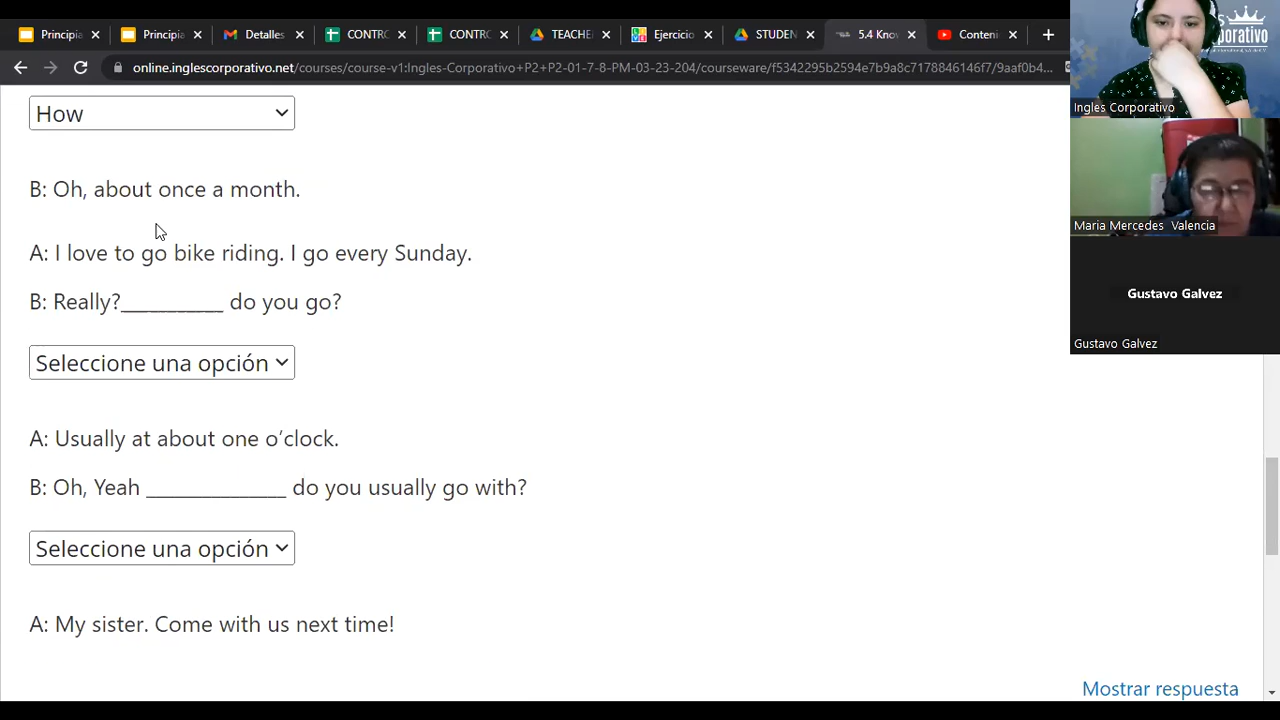 Principia
Principia
Detalles
CONTRO
CONTRO
TEACHE
Ejercicio
STUDEN
5.4 Know
Conteni
online.inglescorporativo.net/courses/course-v1:Ingles-Corporativo+P2+P2-01-7-8-PM-03-23-204/courseware/f5342295b2594e7b9a8c7178846146f7/9aaf0b4...
How
B: Oh, about once a month.
A: I love to go bike riding. I go every Sunday.
B: Really?___________ do you go?
Seleccione una opción
A: Usually at about one o'clock.
B: Oh, Yeah _______________ do you usually go with?
Seleccione una opción
A: My sister. Come with us next time!
Mostrar respuesta
Ingles Corporativo
Maria Mercedes Valencia
Gustavo Galvez
Gustavo Galvez